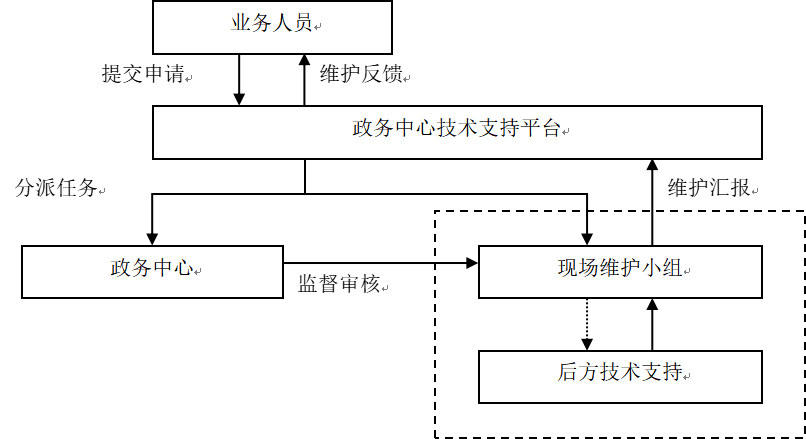 业务人员
提交申请
维护反馈
政务中心技术支持平台
分派任务
维护汇报
政务中心
监督审核
现场维护小组
后方技术支持